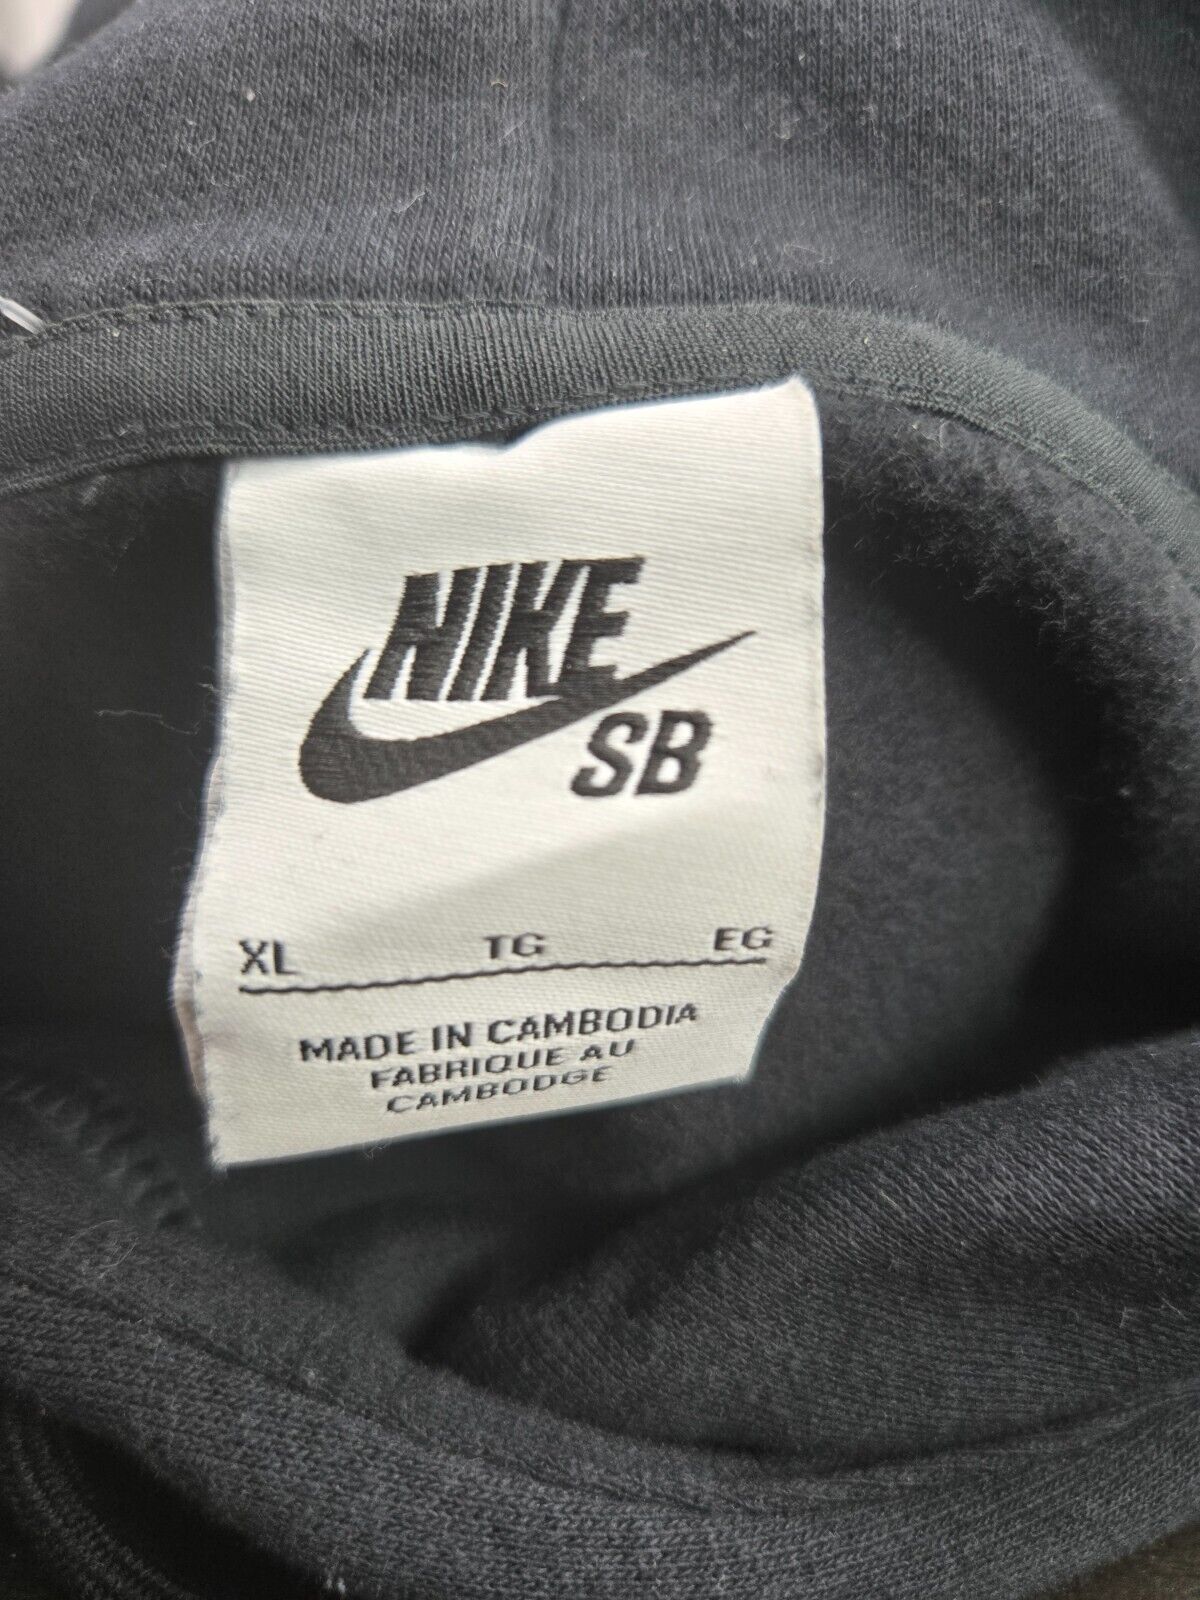 NIKE
SB
XL TG EG
MADE IN CAMBODIA
FABRIQUE AU
CAMBODGE